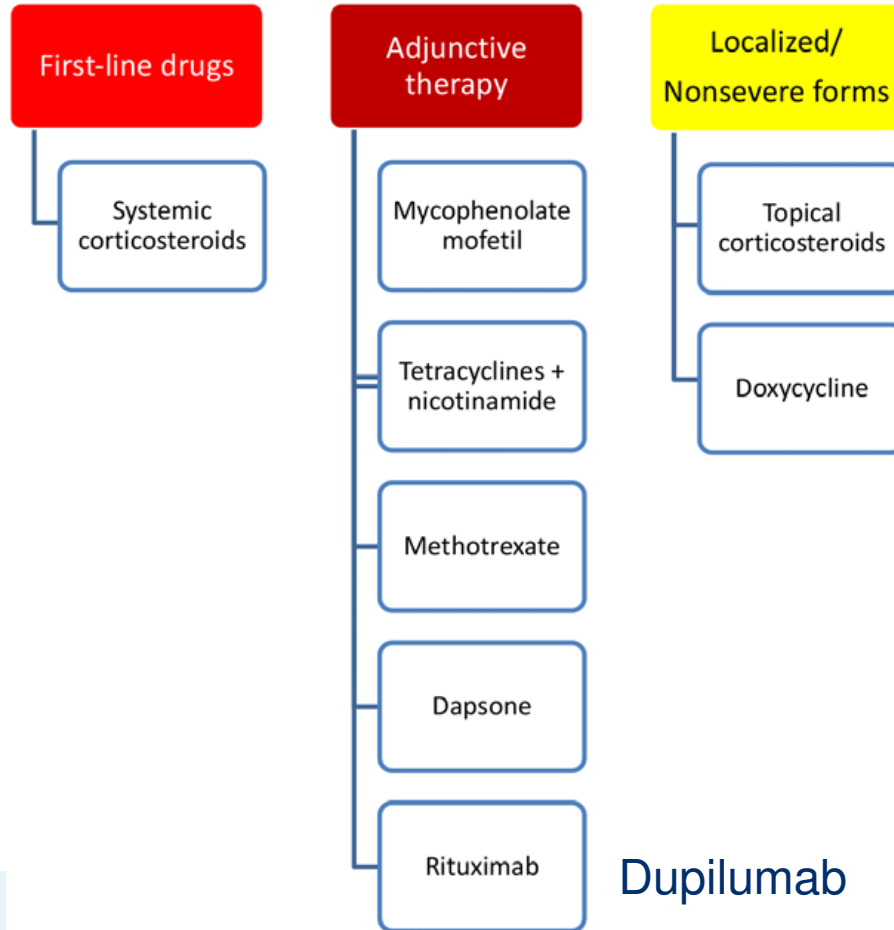 First-line drugs
Systemic
corticosteroids
Adjunctive
therapy
Mycophenolate
mofetil
Tetracyclines +
nicotinamide
Methotrexate
Dapsone
Rituximab
Dupilumab
Localized/
Nonsevere forms
Topical
corticosteroids
Doxycycline